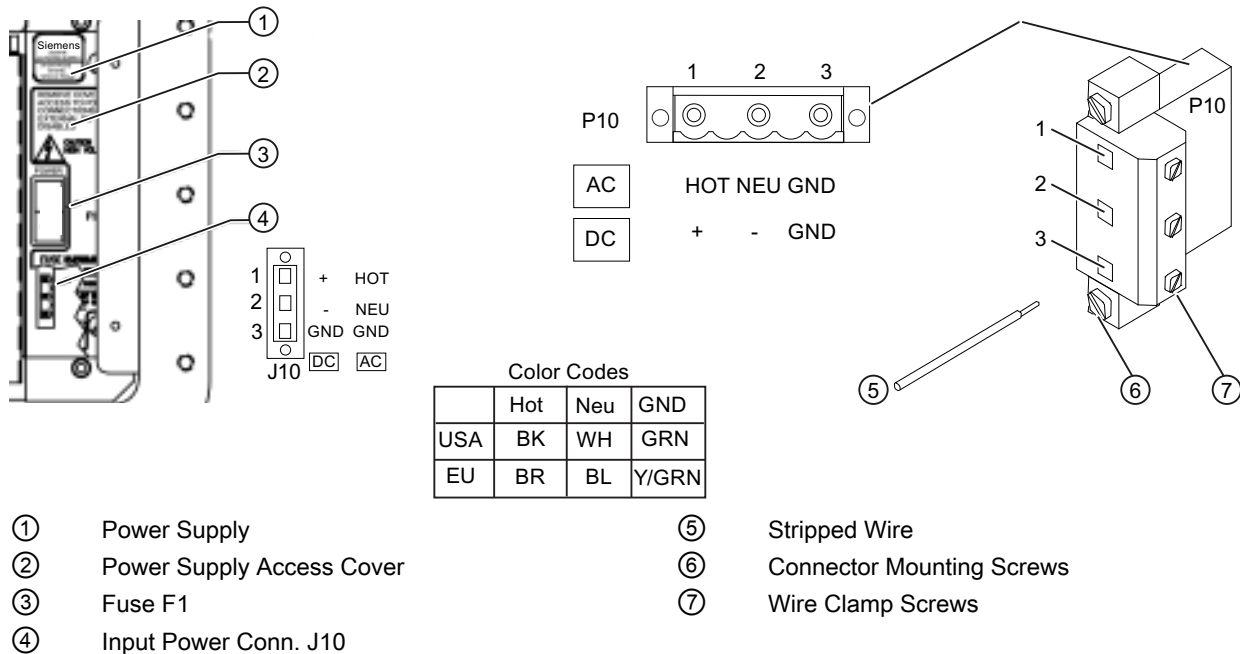 1
Siemens
2
3
4
CAUTION
1 + HOT
2 - NEU
3 GND GND
J10 DC AC
1 2 3
P10
AC HOT NEU GND
DC + - GND
P10
1
2
3
5
6
7
Color Codes
Hot Neu GND
USA BK WH GRN
EU BR BL Y/GRN
1 Power Supply
2 Power Supply Access Cover
3 Fuse F1
4 Input Power Conn. J10
5 Stripped Wire
6 Connector Mounting Screws
7 Wire Clamp Screws